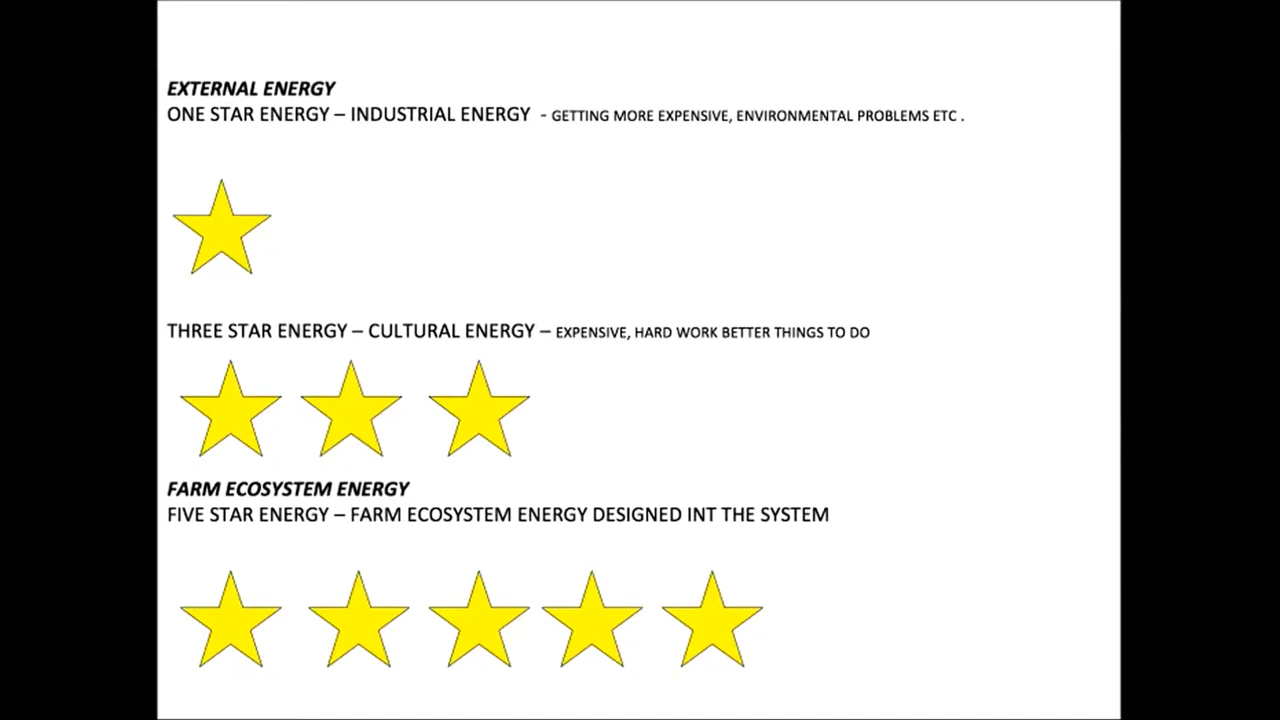 EXTERNAL ENERGY
ONE STAR ENERGY – INDUSTRIAL ENERGY - GETTING MORE EXPENSIVE, ENVIRONMENTAL PROBLEMS ETC .
THREE STAR ENERGY – CULTURAL ENERGY – EXPENSIVE, HARD WORK BETTER THINGS TO DO
FARM ECOSYSTEM ENERGY
FIVE STAR ENERGY – FARM ECOSYSTEM ENERGY DESIGNED INT THE SYSTEM